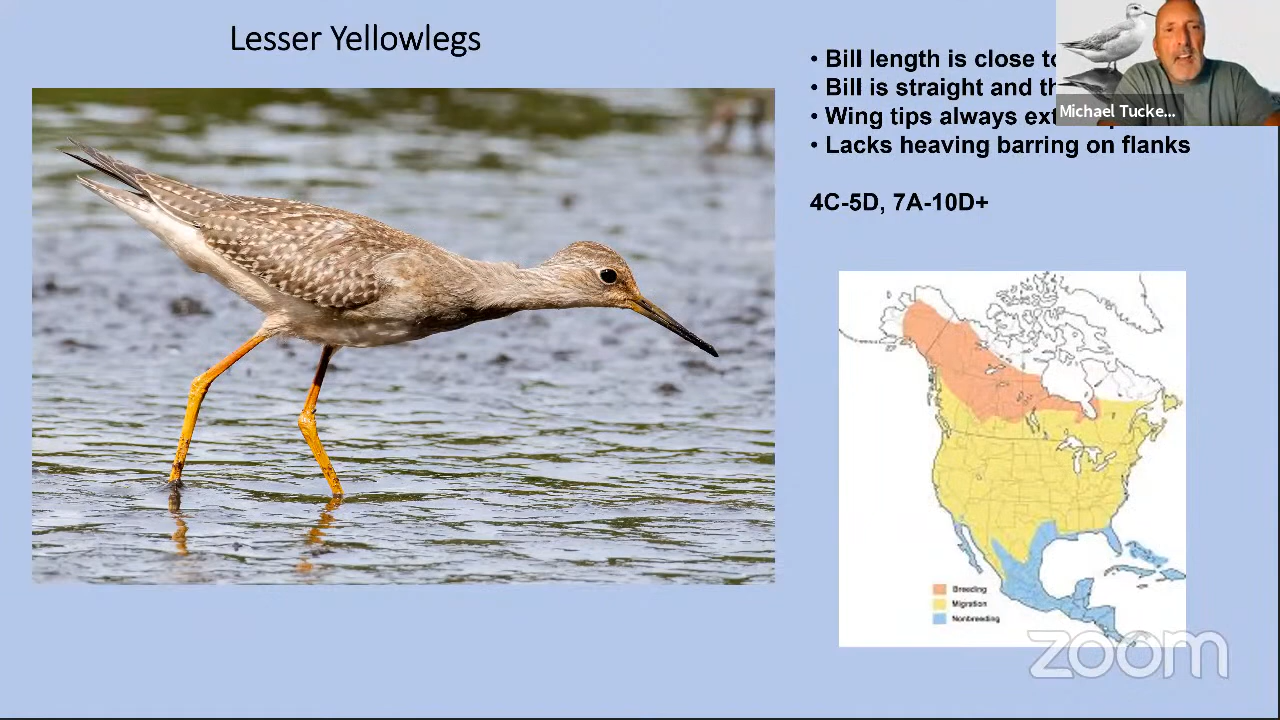 Lesser Yellowlegs
• Bill length is close to
• Bill is straight and th
• Wing tips always ext
• Lacks heaving barring on flanks
4C-5D, 7A-10D+
Michael Tucke...
Breeding
Migration
Nonbreeding
zoom